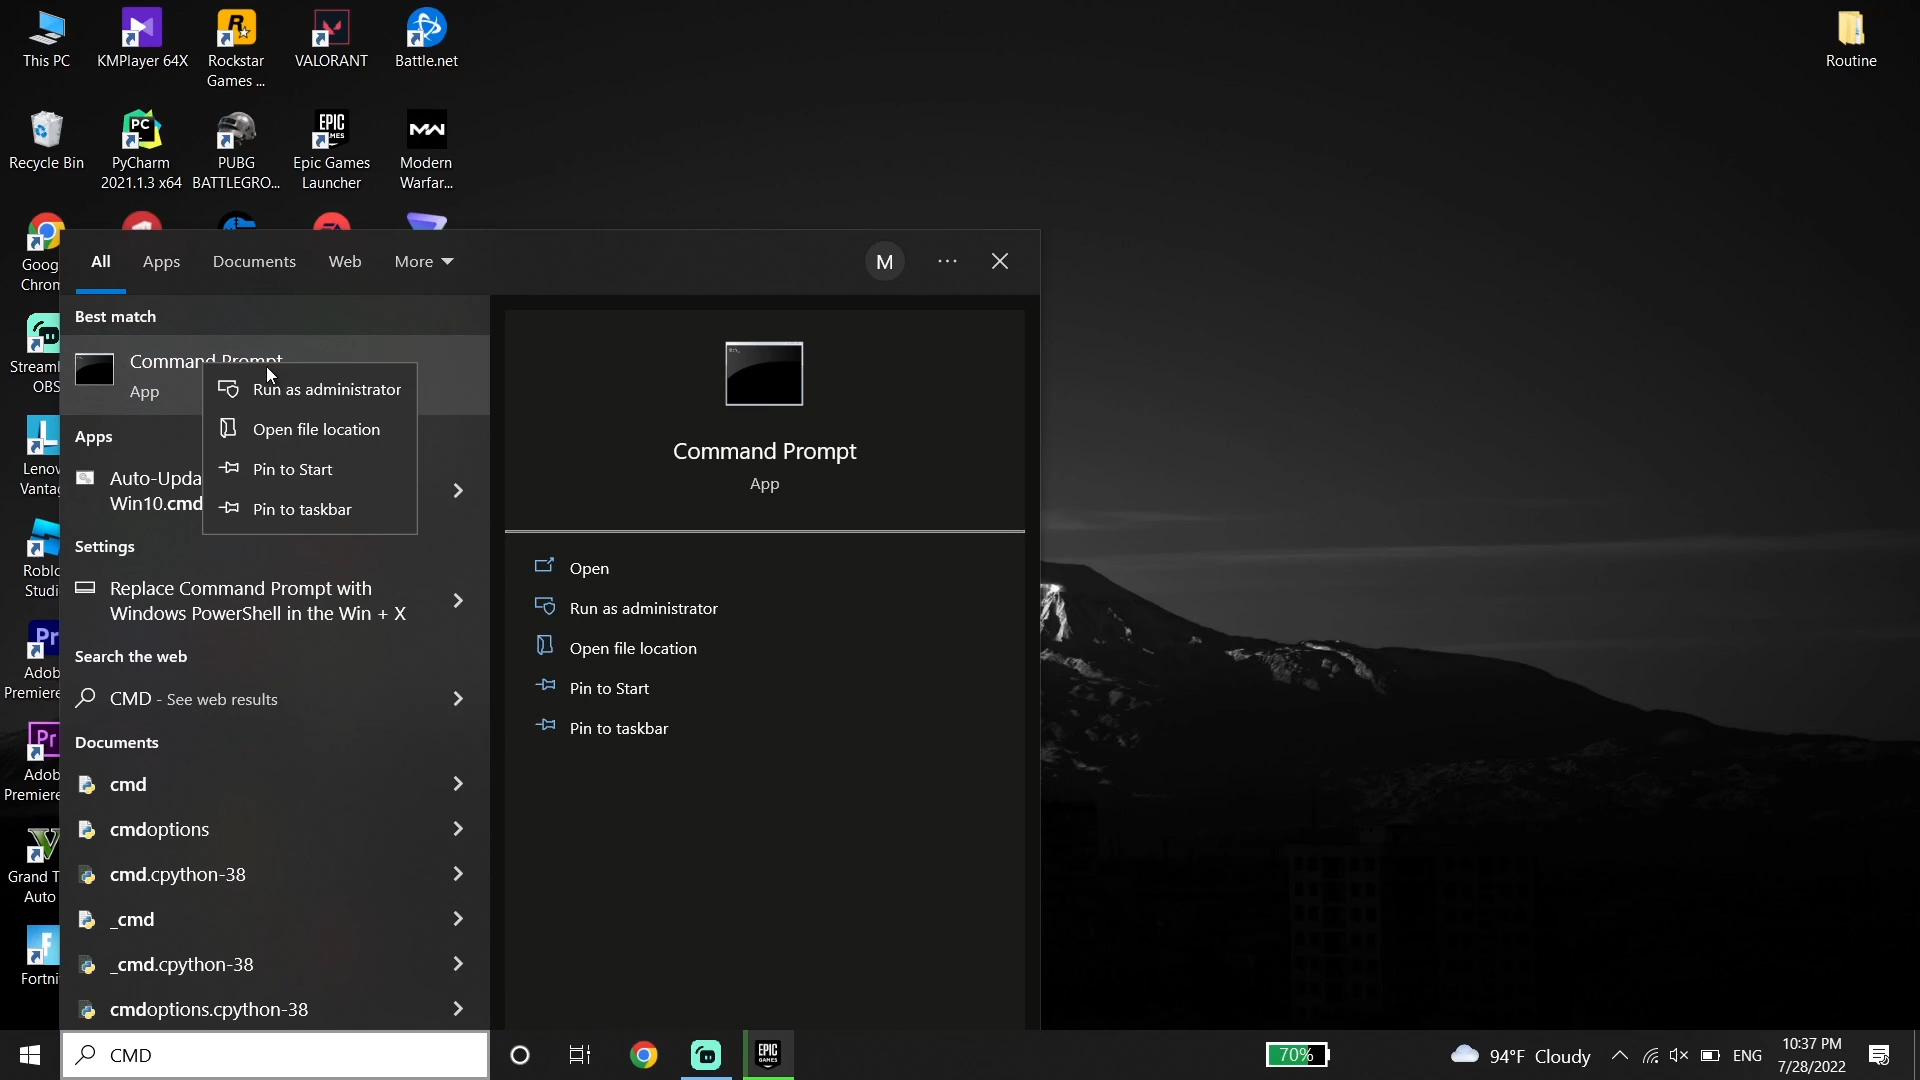 This PC
KMPlayer 64X
Rockstar
Games ...
VALORANT
Battle.net
Routine
Recycle Bin
PyCharm
2021.1.3 x64
PUBG
BATTLEGRO...
Epic Games
Launcher
Modern
Warfar...
Goog
Chrom
Streaml
OBS
Lenov
Vantag
Roblo
Studi
Adob
Premiere
Adob
Premiere
Grand T
Auto
Fortni
All
Apps
Documents
Web
More
M
Best match
Command Prompt
App
Run as administrator
Open file location
Pin to Start
Pin to taskbar
Apps
Auto-Upda
Win10.cmd
Settings
Replace Command Prompt with
Windows PowerShell in the Win + X
Search the web
CMD - See web results
Documents
cmd
cmdoptions
cmd.cpython-38
_cmd
_cmd.cpython-38
cmdoptions.cpython-38
Command Prompt
App
Open
Run as administrator
Open file location
Pin to Start
Pin to taskbar
CMD
EPIC
GAMES
70%
94°F Cloudy
ENG
10:37 PM
7/28/2022